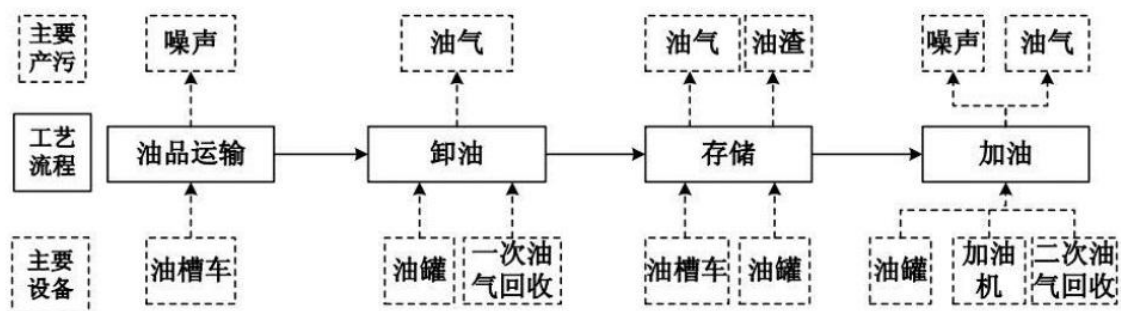 主要
产污
噪声
油气
油气
油渣
噪声
油气
工艺
流程
油品运输
卸油
存储
加油
主要
设备
油槽车
油罐
一次油
气回收
油槽车
油罐
油罐
加油
机
二次油
气回收